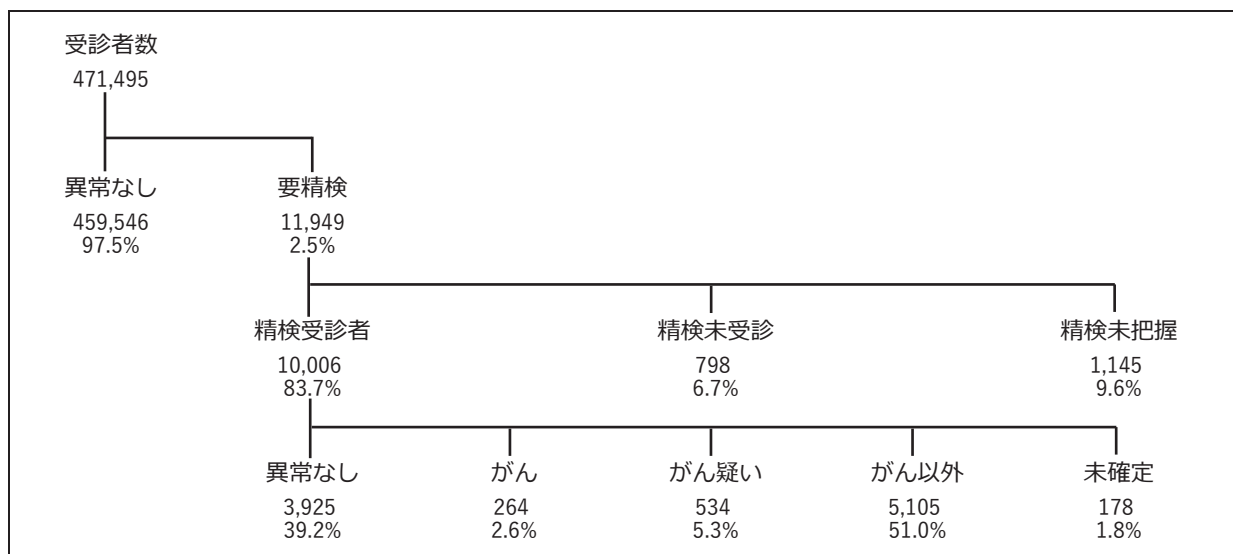 受診者数
471,495
異常なし 要精検
459,546 11,949
97.5% 2.5%
精検受診者 精検未受診 精検未把握
10,006 798 1,145
83.7% 6.7% 9.6%
異常なし がん がん疑い がん以外 未確定
3,925 264 534 5,105 178
39.2% 2.6% 5.3% 51.0% 1.8%